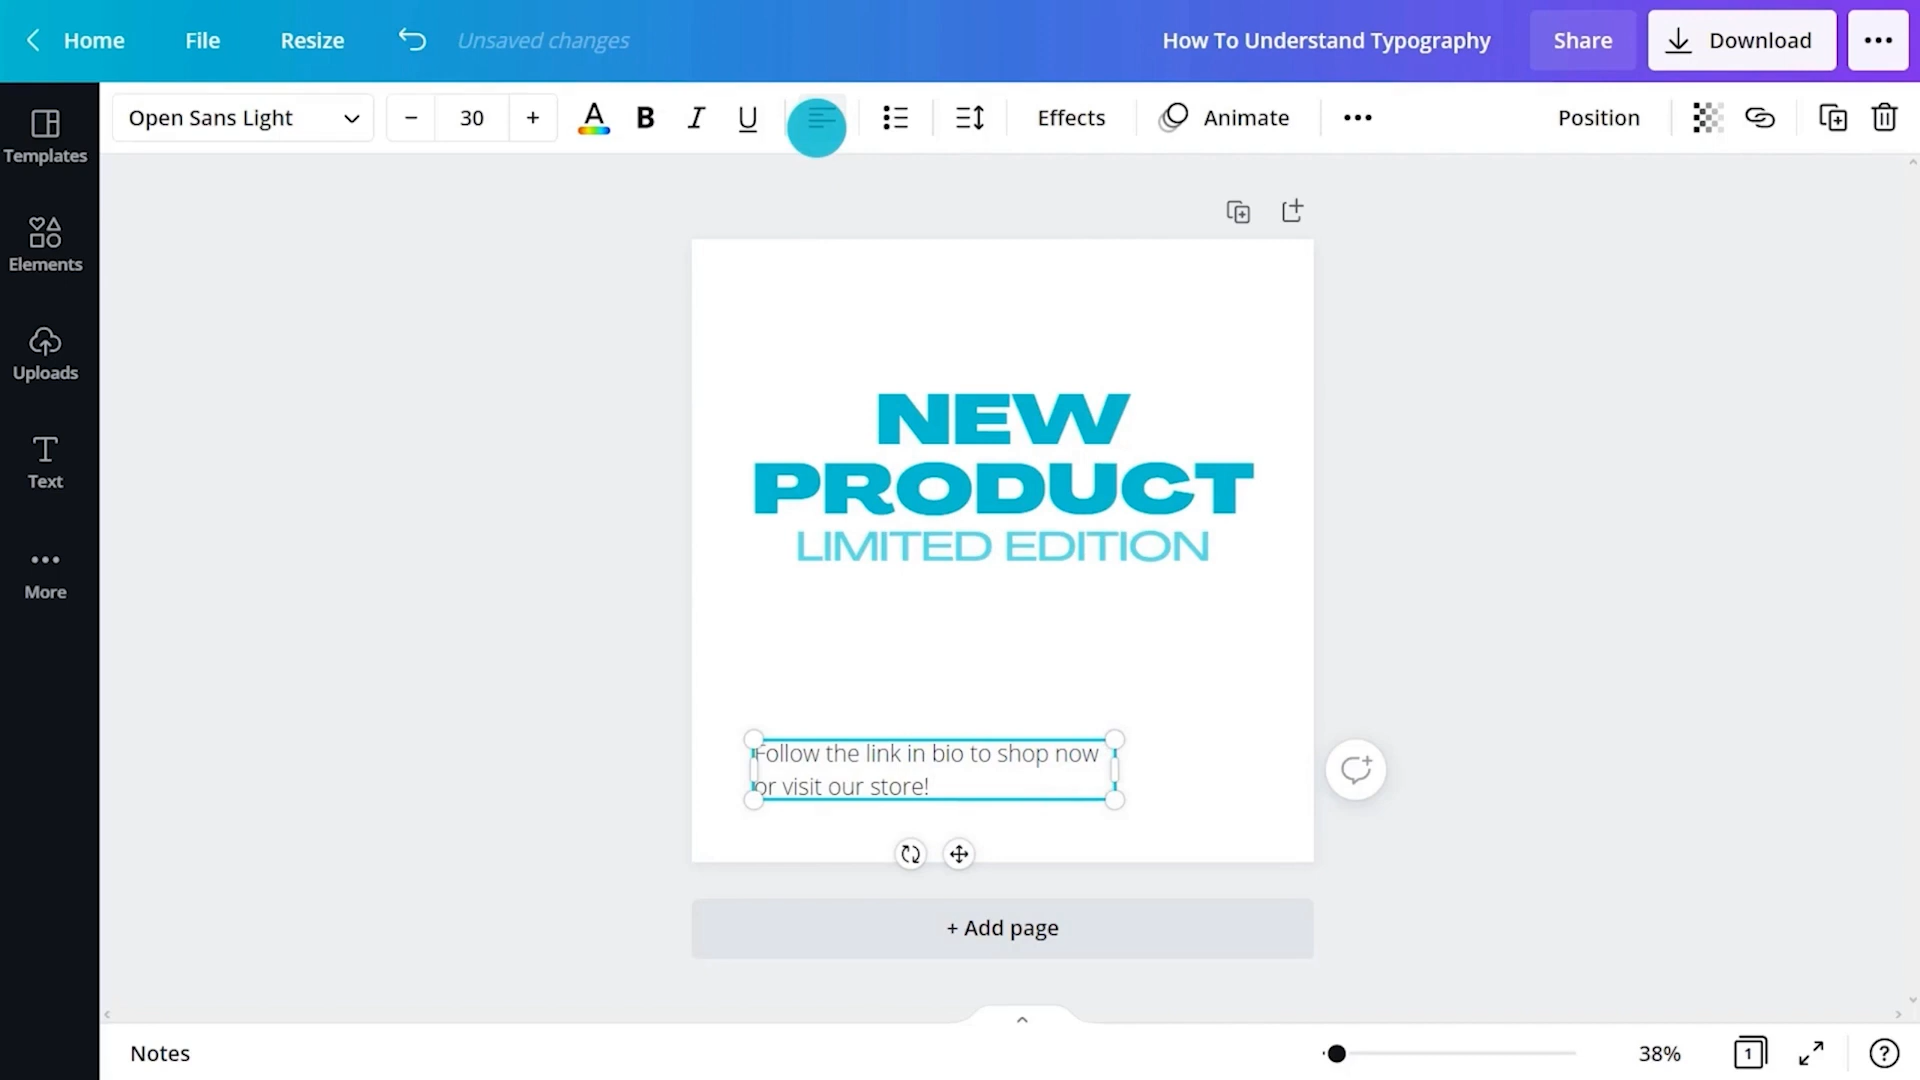 Home File Resize Unsaved changes How To Understand Typography Share Download
Open Sans Light - 30 + A B I U Effects Animate Position
Templates
Elements
Uploads
Text
More
NEW
PRODUCT
LIMITED EDITION
Follow the link in bio to shop now
or visit our store!
+ Add page
Notes 38% 1 ?